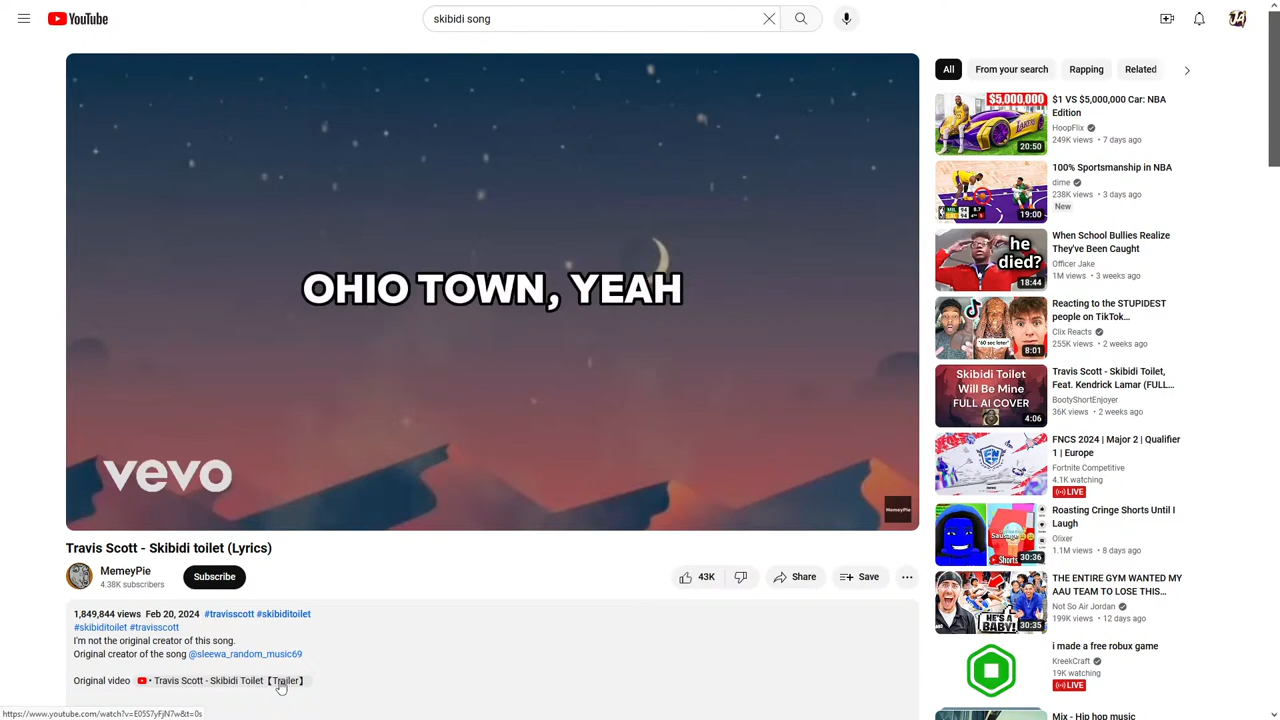 YouTube
skibidi song
OHIO TOWN, YEAH
vevo
MemeyPie
Travis Scott - Skibidi toilet (Lyrics)
MemeyPie
4.38K subscribers
Subscribe
43K
Share
Save
1,849,844 views Feb 20, 2024 #travisscott #skibiditoilet
#skibiditoilet #travisscott
I'm not the original creator of this song.
Original creator of the song @sleewa_random_music69
Original video • Travis Scott - Skibidi Toilet【Trailer】
https://www.youtube.com/watch?v=E05S7yFjN7w&t=0s
All
From your search
Rapping
Related
$5,000,000
20:50
$1 VS $5,000,000 Car: NBA
Edition
HoopFlix
249K views • 7 days ago
19:00
100% Sportsmanship in NBA
dime
238K views • 3 days ago
New
he
died?
18:44
When School Bullies Realize
They've Been Caught
Officer Jake
1M views • 3 weeks ago
8:01
Reacting to the STUPIDEST
people on TikTok...
Clix Reacts
255K views • 2 weeks ago
Skibidi Toilet
Will Be Mine
FULL AI COVER
4:06
Travis Scott - Skibidi Toilet,
Feat. Kendrick Lamar (FULL...
BootyShortEnjoyer
36K views • 2 weeks ago
FNCS 2024 | Major 2 | Qualifier
1 | Europe
Fortnite Competitive
4.1K watching
LIVE
Sausage
Shorts
30:36
Roasting Cringe Shorts Until I
Laugh
Olixer
1.1M views • 8 days ago
HE'S A
BABY!
30:35
THE ENTIRE GYM WANTED MY
AAU TEAM TO LOSE THIS...
Not So Air Jordan
199K views • 12 days ago
i made a free robux game
KreekCraft
19K watching
LIVE
Mix - Hip hop music